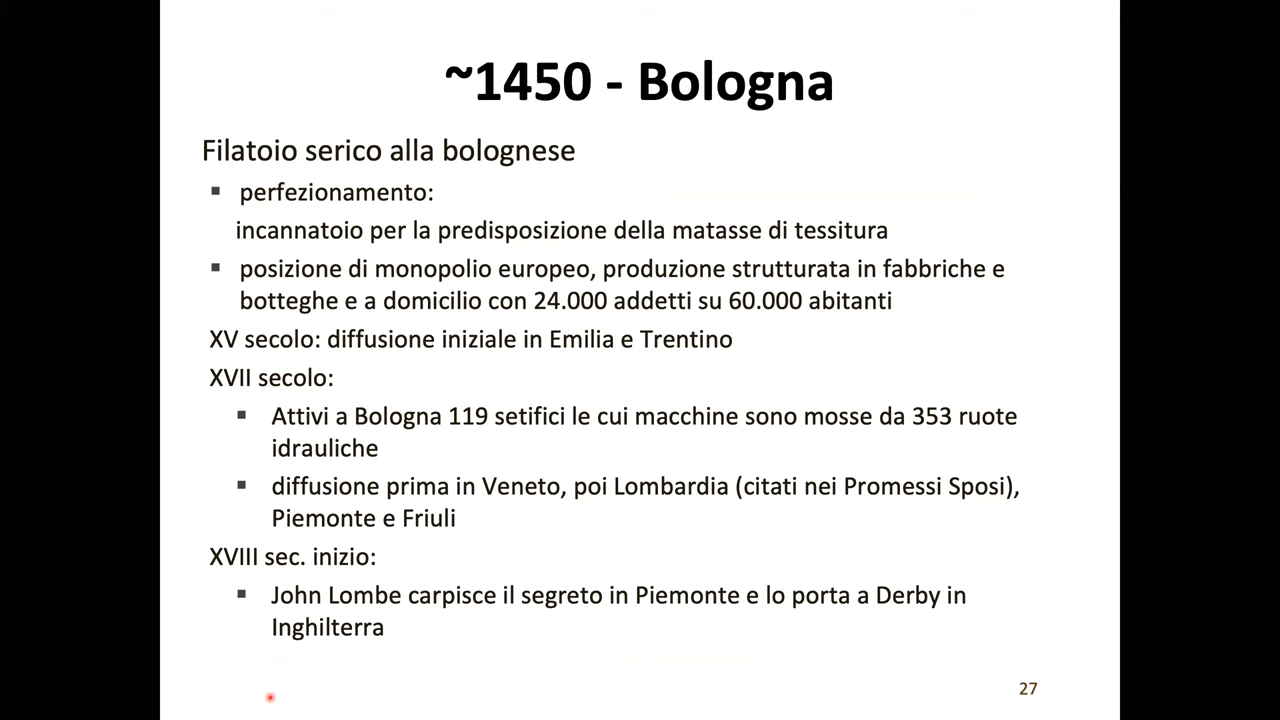 ~1450 - Bologna
Filatoio serico alla bolognese
▪ perfezionamento:
incannatoio per la predisposizione della matasse di tessitura
▪ posizione di monopolio europeo, produzione strutturata in fabbriche e
botteghe e a domicilio con 24.000 addetti su 60.000 abitanti
XV secolo: diffusione iniziale in Emilia e Trentino
XVII secolo:
▪ Attivi a Bologna 119 setifici le cui macchine sono mosse da 353 ruote
idrauliche
▪ diffusione prima in Veneto, poi Lombardia (citati nei Promessi Sposi),
Piemonte e Friuli
XVIII sec. inizio:
▪ John Lombe carpisce il segreto in Piemonte e lo porta a Derby in
Inghilterra
27